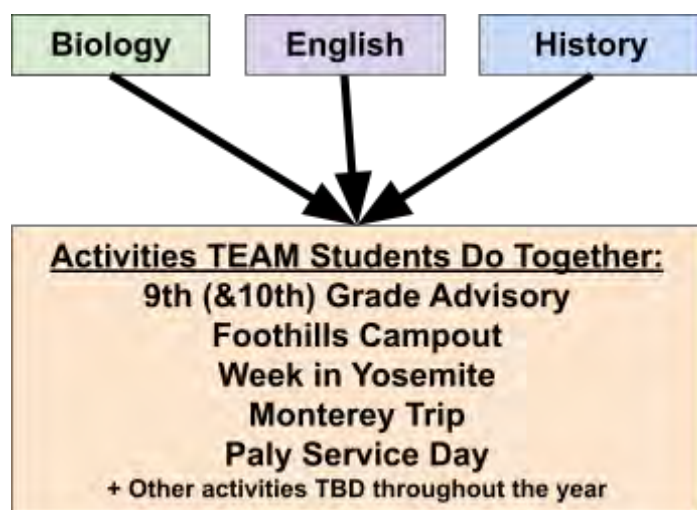 Biology
English
History
Activities TEAM Students Do Together:
9th (&10th) Grade Advisory
Foothills Campout
Week in Yosemite
Monterey Trip
Paly Service Day
+ Other activities TBD throughout the year